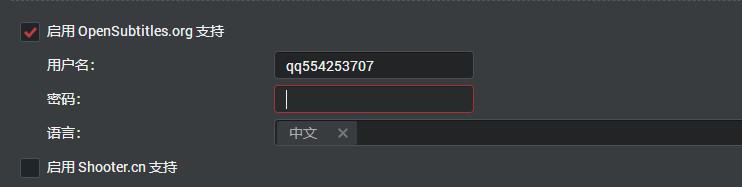 启用 OpenSubtitles.org 支持
用户名： qq554253707
密码：
语言： 中文 ×
启用 Shooter.cn 支持